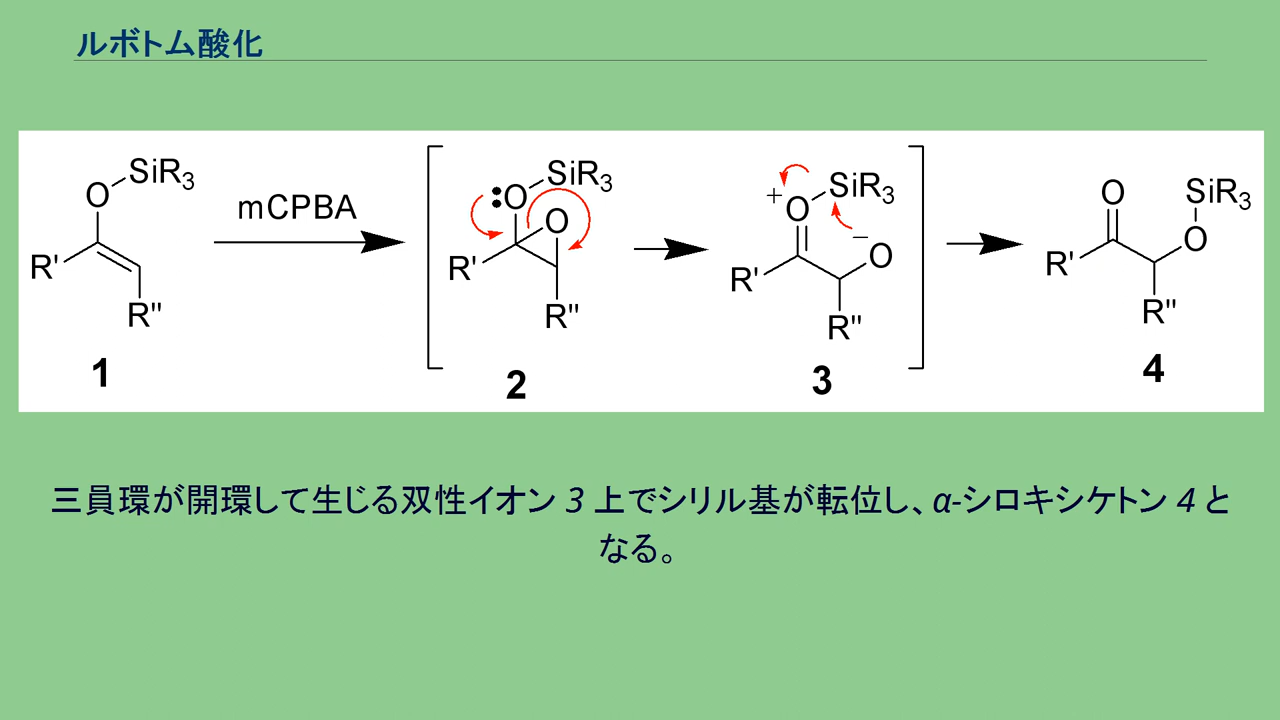 ルボトム酸化
O SiR3
R'
R''
1
mCPBA
O SiR3
O
R'
R''
2
+ O SiR3
− O
R'
R''
3
O SiR3
O
R'
R''
4
三員環が開環して生じる双性イオン 3 上でシリル基が転位し、α-シロキシケトン 4 と
なる。